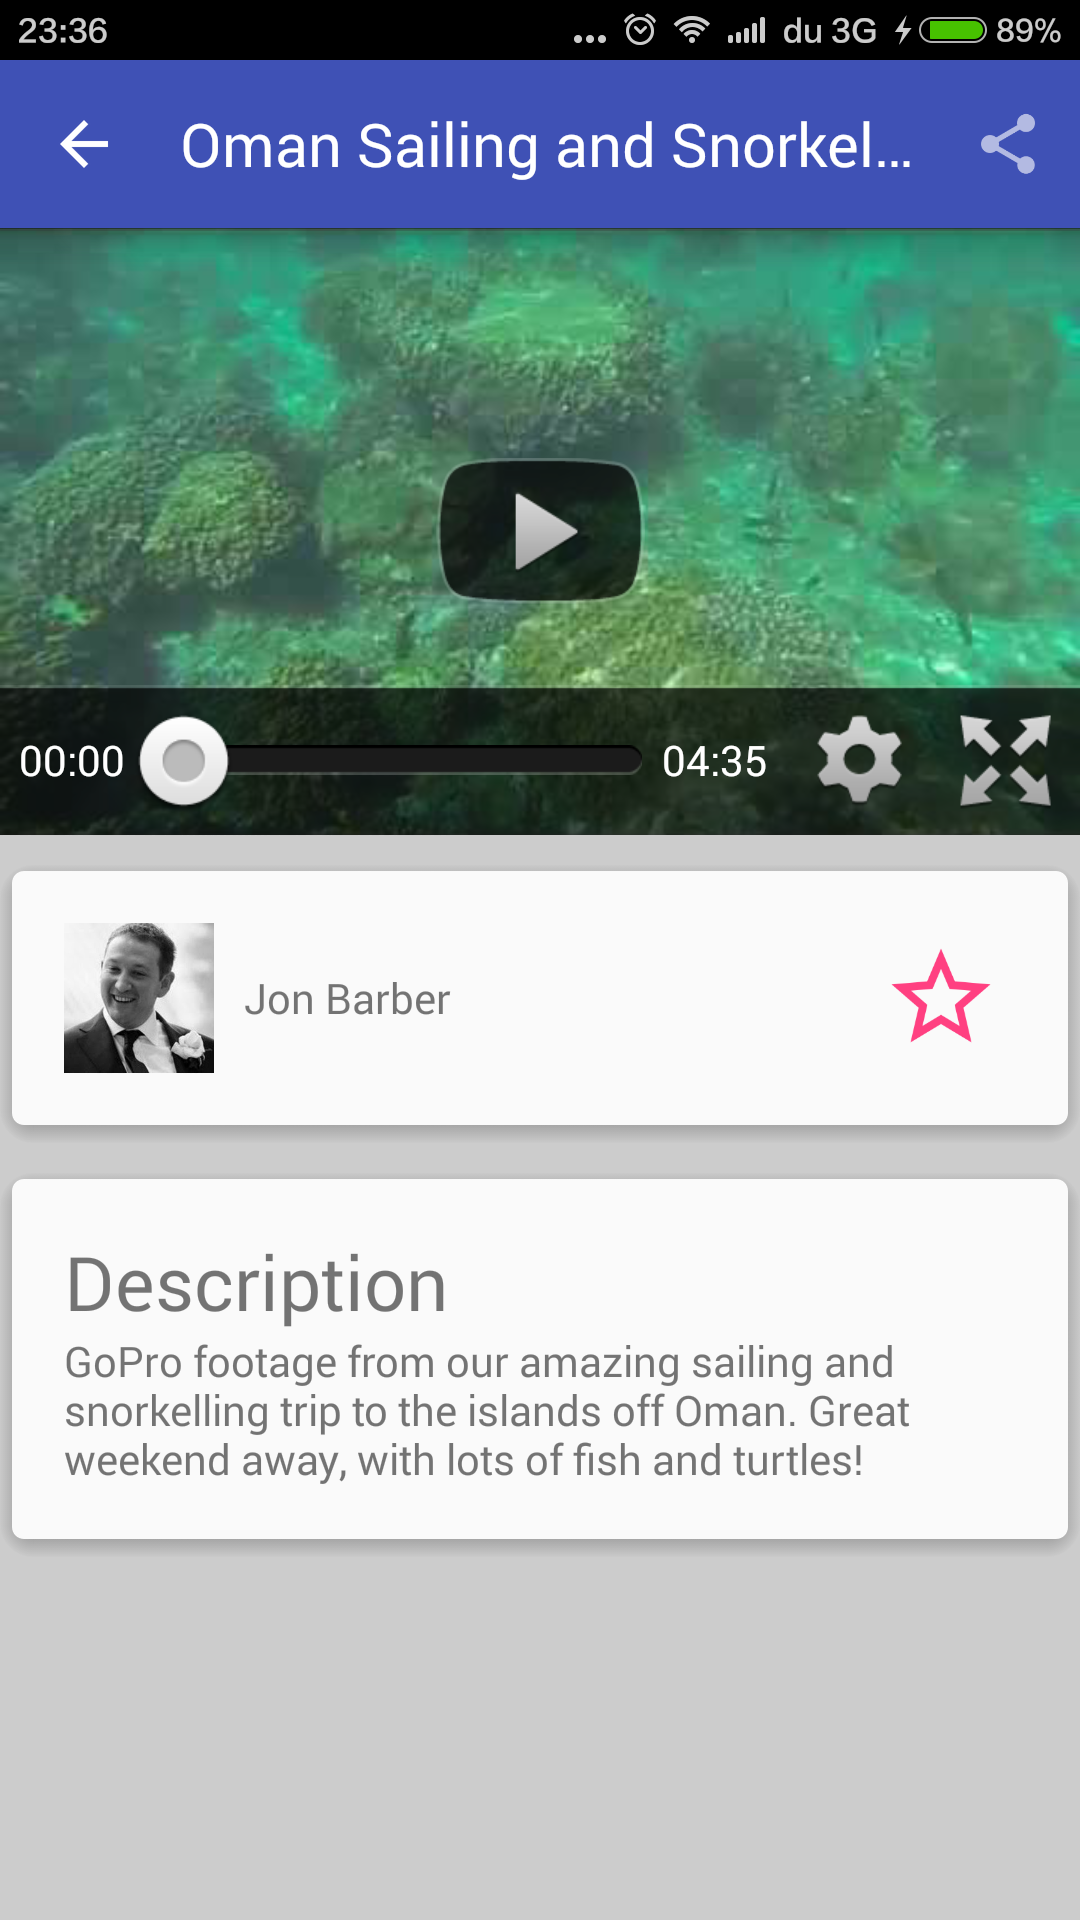 23:36
... du 3G 89%
Oman Sailing and Snorkel...
00:00
04:35
Jon Barber
Description
GoPro footage from our amazing sailing and
snorkelling trip to the islands off Oman. Great
weekend away, with lots of fish and turtles!